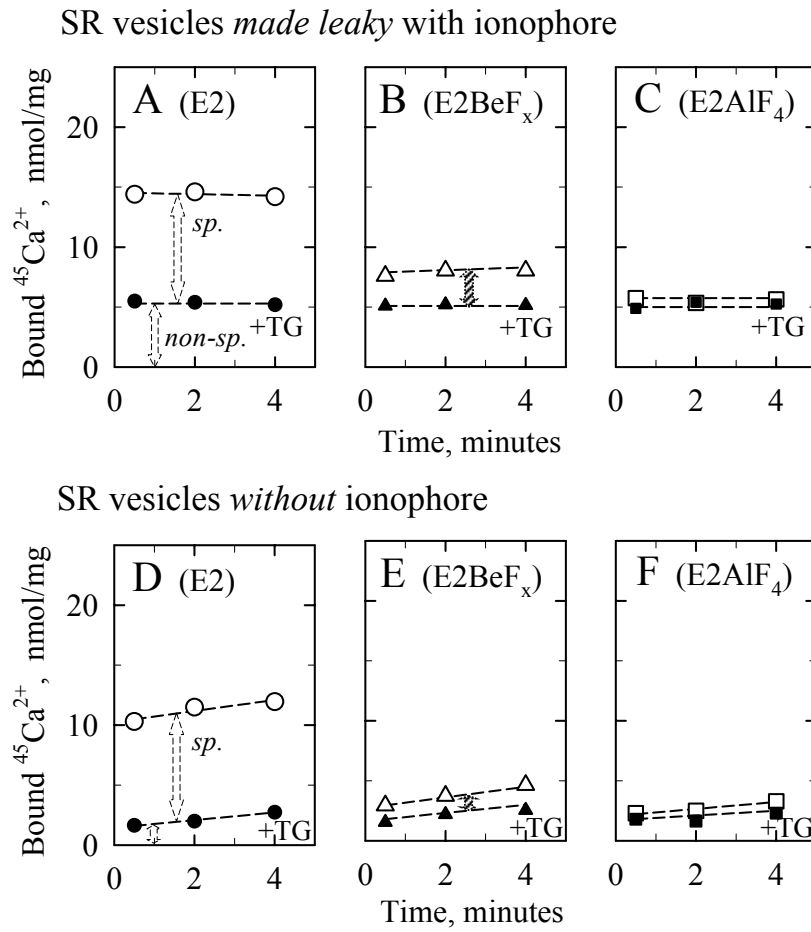 SR vesicles made leaky with ionophore
A (E2)
B (E2BeFx)
C (E2AlF4)
Bound 45Ca2+, nmol/mg
20
10
0
sp.
non-sp.
+TG
+TG
+TG
0 2 4
0 2 4
0 2 4
Time, minutes
SR vesicles without ionophore
D (E2)
E (E2BeFx)
F (E2AlF4)
Bound 45Ca2+, nmol/mg
20
10
0
sp.
+TG
+TG
+TG
0 2 4
0 2 4
0 2 4
Time, minutes